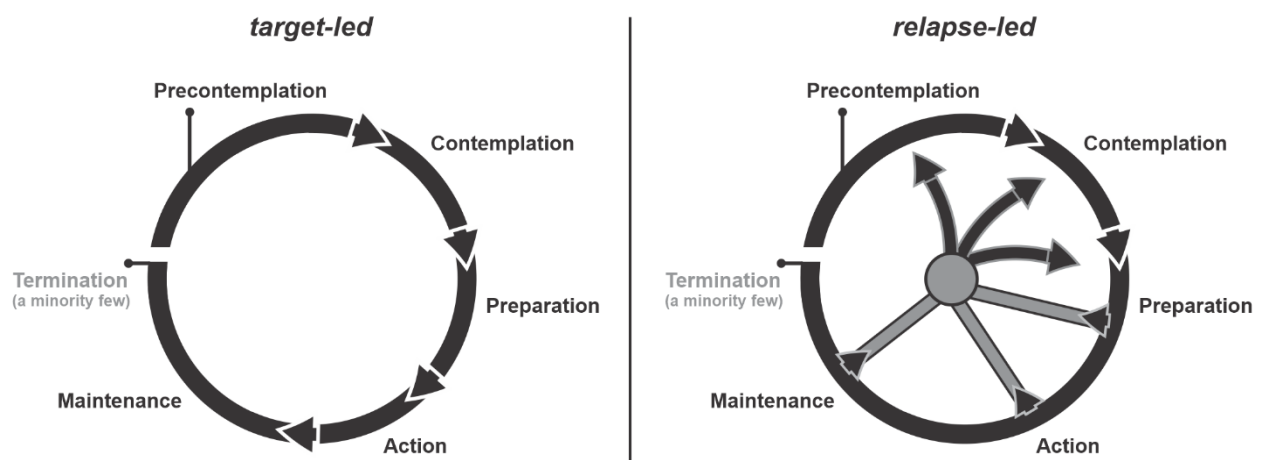 target-led
Precontemplation
Contemplation
Termination
(a minority few)
Preparation
Maintenance
Action
relapse-led
Precontemplation
Contemplation
Termination
(a minority few)
Preparation
Maintenance
Action